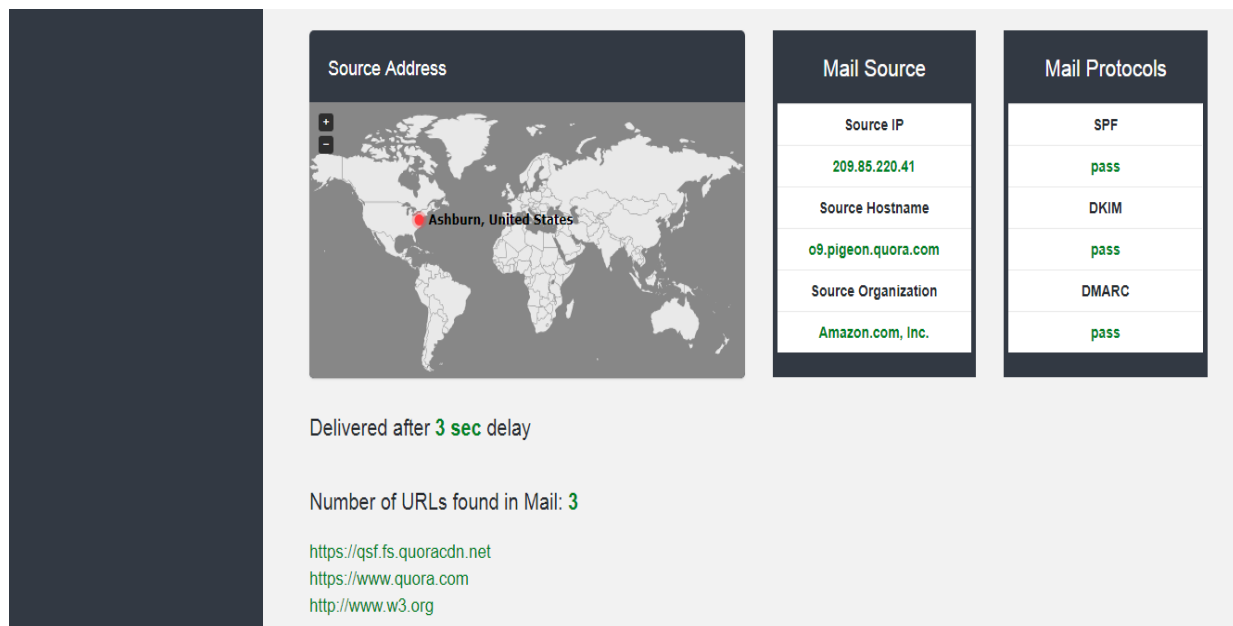 Source Address
+
−
Ashburn, United States
Mail Source
Source IP
209.85.220.41
Source Hostname
o9.pigeon.quora.com
Source Organization
Amazon.com, Inc.
Mail Protocols
SPF
pass
DKIM
pass
DMARC
pass
Delivered after 3 sec delay
Number of URLs found in Mail: 3
https://qsf.fs.quoracdn.net
https://www.quora.com
http://www.w3.org